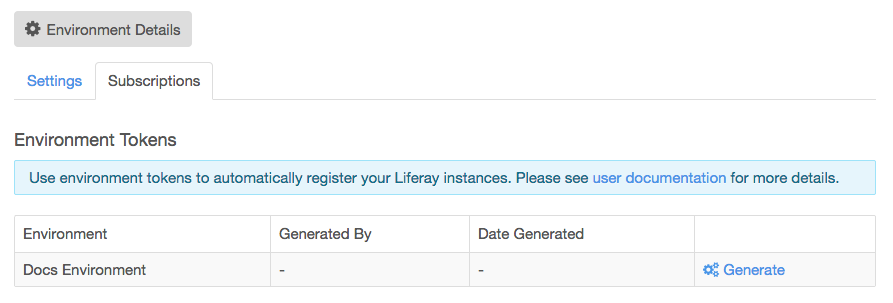 Environment Details
Settings Subscriptions
Environment Tokens
Use environment tokens to automatically register your Liferay instances. Please see user documentation for more details.
Environment Generated By Date Generated
Docs Environment - - Generate